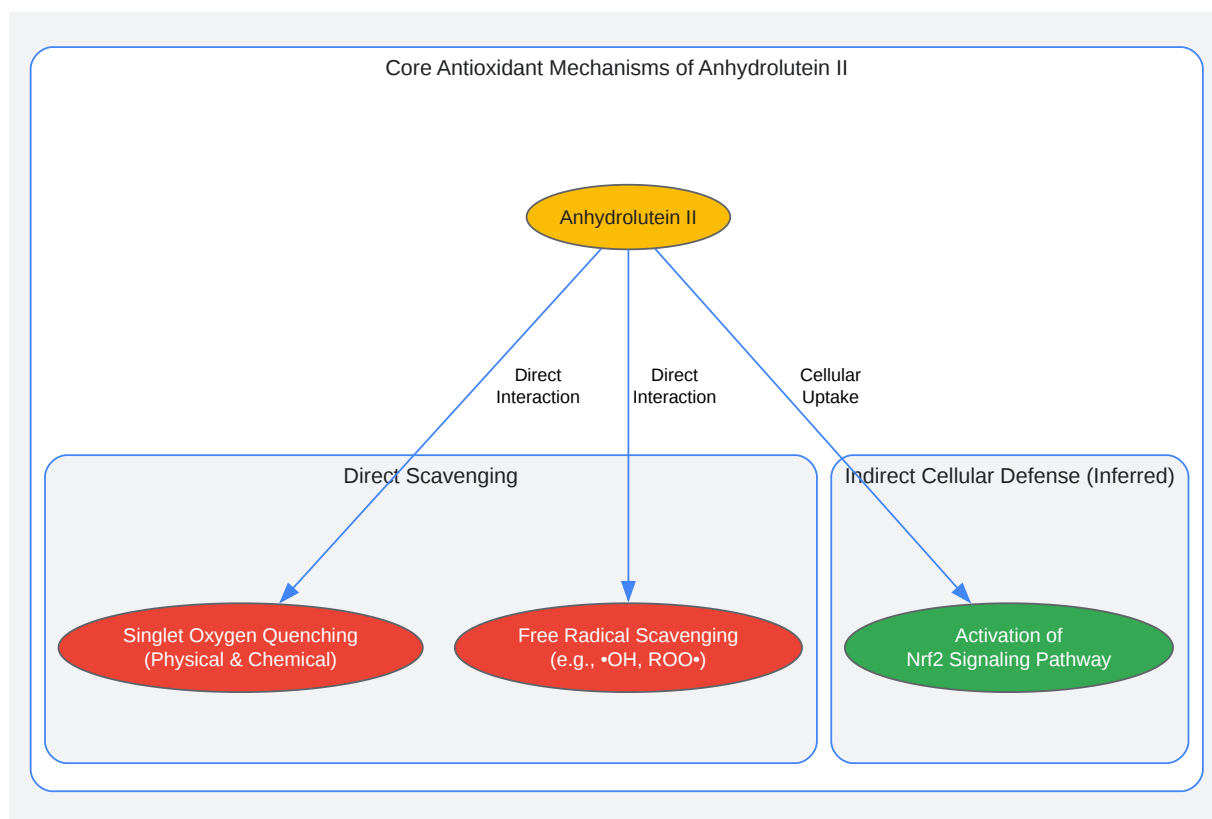 Core Antioxidant Mechanisms of Anhydrolutein II
Anhydrolutein II
Direct
Interaction
Direct
Interaction
Cellular
Uptake
Direct Scavenging
Indirect Cellular Defense (Inferred)
Singlet Oxygen Quenching
(Physical & Chemical)
Free Radical Scavenging
(e.g., •OH, ROO•)
Activation of
Nrf2 Signaling Pathway